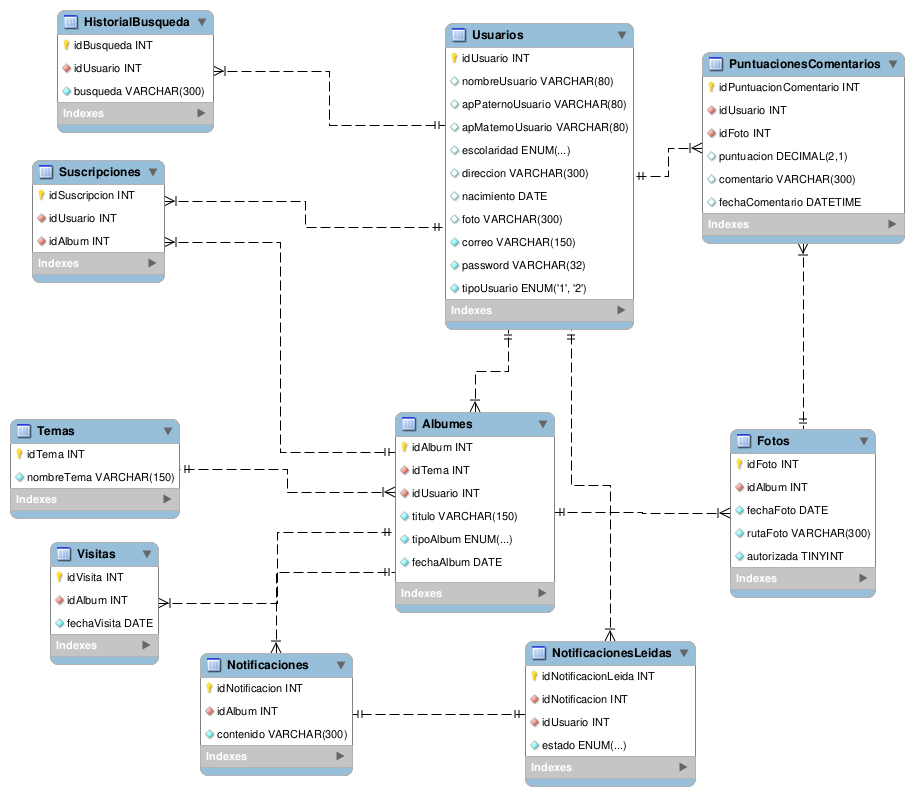 HistorialBusqueda
idBusqueda INT
idUsuario INT
busqueda VARCHAR(300)
Indexes
Usuarios
idUsuario INT
nombreUsuario VARCHAR(80)
apPaternoUsuario VARCHAR(80)
apMaternoUsuario VARCHAR(80)
escolaridad ENUM(...)
direccion VARCHAR(300)
nacimiento DATE
foto VARCHAR(300)
correo VARCHAR(150)
password VARCHAR(32)
tipoUsuario ENUM('1', '2')
Indexes
PuntuacionesComentarios
idPuntuacionComentario INT
idUsuario INT
idFoto INT
puntuacion DECIMAL(2,1)
comentario VARCHAR(300)
fechaComentario DATETIME
Indexes
Suscripciones
idSuscripcion INT
idUsuario INT
idAlbum INT
Indexes
Temas
idTema INT
nombreTema VARCHAR(150)
Indexes
Albumes
idAlbum INT
idTema INT
idUsuario INT
titulo VARCHAR(150)
tipoAlbum ENUM(...)
fechaAlbum DATE
Indexes
Fotos
idFoto INT
idAlbum INT
fechaFoto DATE
rutaFoto VARCHAR(300)
autorizada TINYINT
Indexes
Visitas
idVisita INT
idAlbum INT
fechaVisita DATE
Indexes
Notificaciones
idNotificacion INT
idAlbum INT
contenido VARCHAR(300)
Indexes
NotificacionesLeidas
idNotificacionLeida INT
idNotificacion INT
idUsuario INT
estado ENUM(...)
Indexes